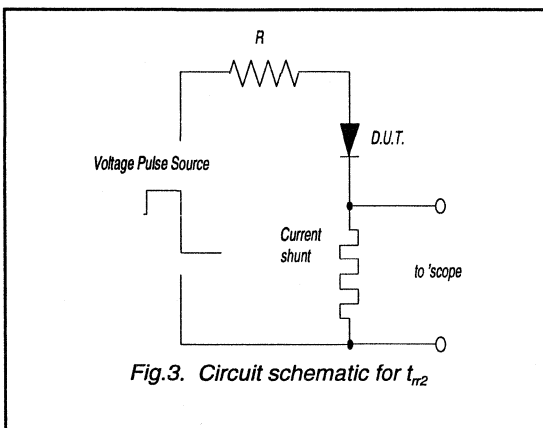 R
D.U.T.
Voltage Pulse Source
Current
shunt
to 'scope
Fig.3. Circuit schematic for trr2